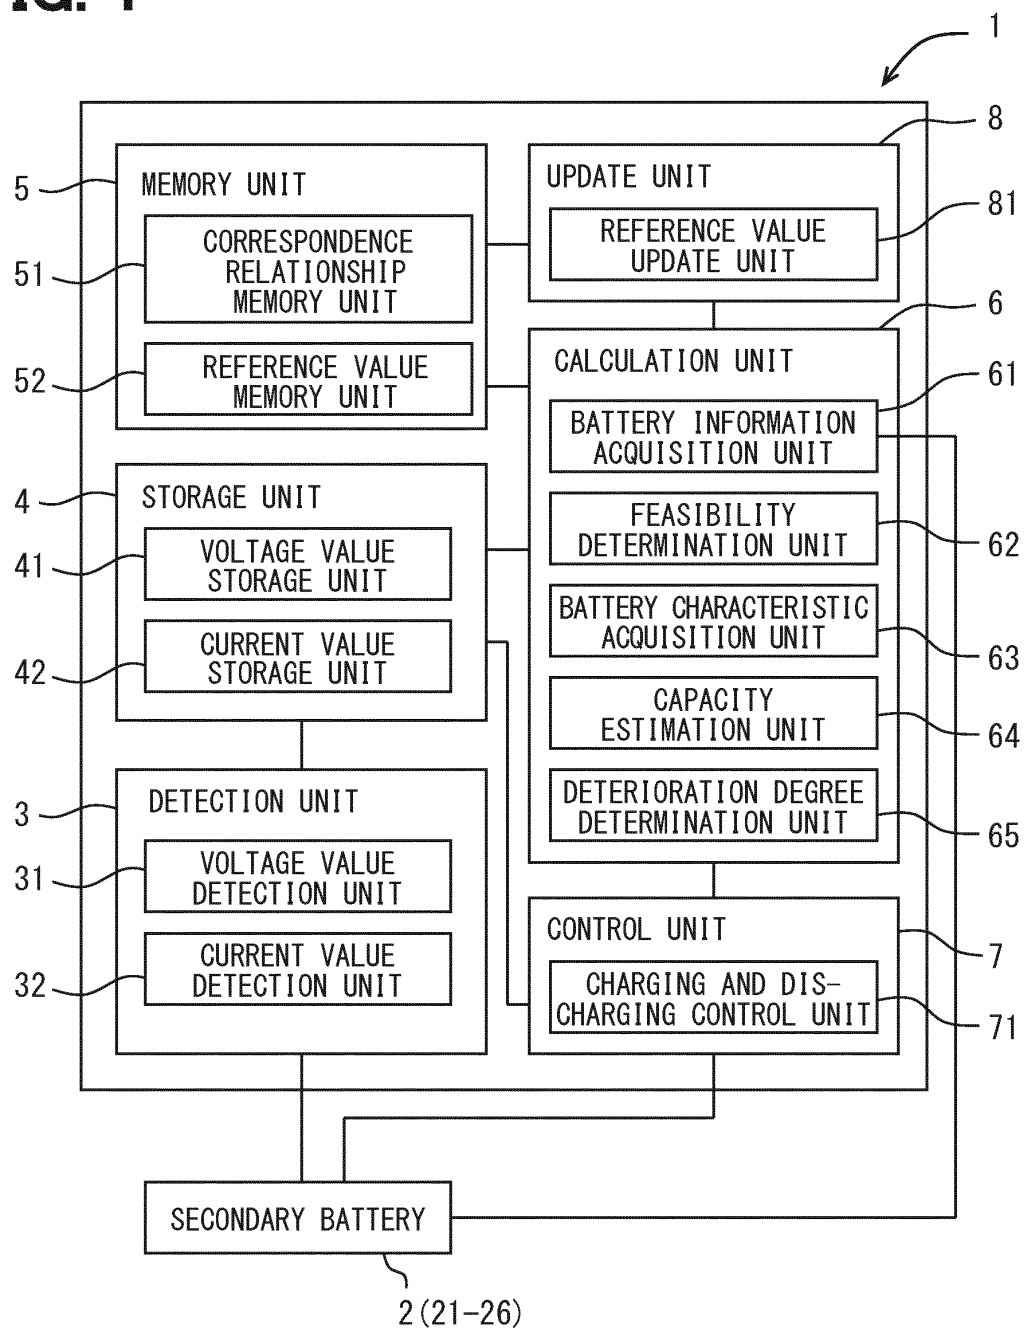 1
8
5
MEMORY UNIT
UPDATE UNIT
81
51
CORRESPONDENCE
RELATIONSHIP
MEMORY UNIT
REFERENCE VALUE
UPDATE UNIT
6
52
REFERENCE VALUE
MEMORY UNIT
CALCULATION UNIT
61
BATTERY INFORMATION
ACQUISITION UNIT
4
STORAGE UNIT
FEASIBILITY
DETERMINATION UNIT
62
41
VOLTAGE VALUE
STORAGE UNIT
BATTERY CHARACTERISTIC
ACQUISITION UNIT
63
42
CURRENT VALUE
STORAGE UNIT
CAPACITY
ESTIMATION UNIT
64
3
DETECTION UNIT
DETERIORATION DEGREE
DETERMINATION UNIT
65
31
VOLTAGE VALUE
DETECTION UNIT
CONTROL UNIT
7
32
CURRENT VALUE
DETECTION UNIT
CHARGING AND DIS-
CHARGING CONTROL UNIT
71
SECONDARY BATTERY
2(21-26)